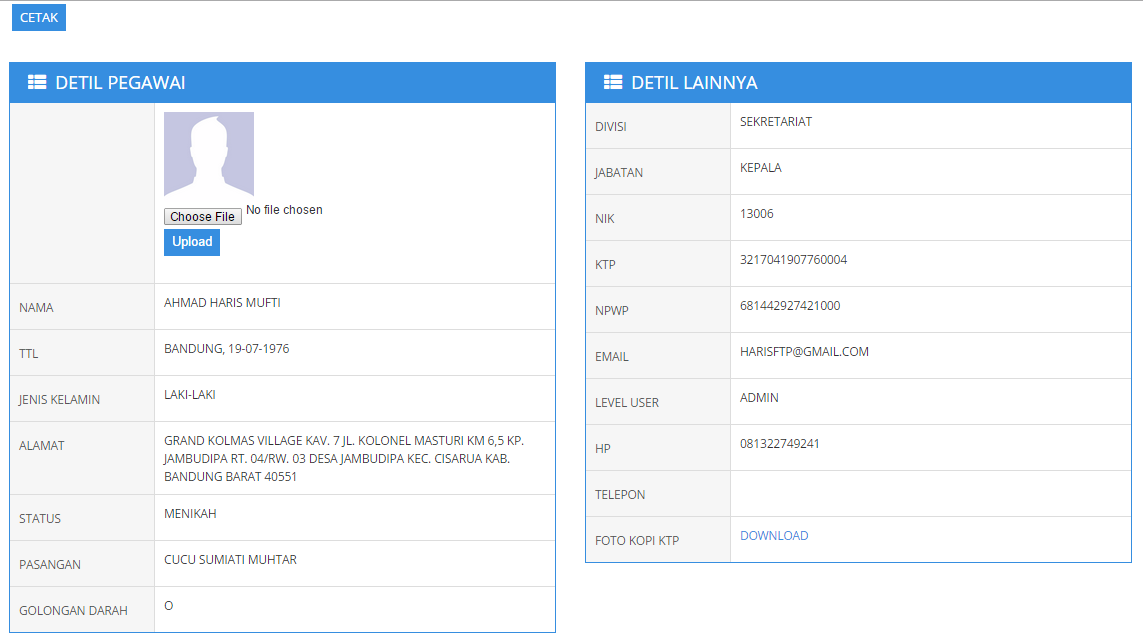 CETAK
DETIL PEGAWAI
Choose File No file chosen
Upload
NAMA AHMAD HARIS MUFTI
TTL BANDUNG, 19-07-1976
JENIS KELAMIN LAKI-LAKI
ALAMAT GRAND KOLMAS VILLAGE KAV. 7 JL. KOLONEL MASTURI KM 6,5 KP.
JAMBUDIPA RT. 04/RW. 03 DESA JAMBUDIPA KEC. CISARUA KAB.
BANDUNG BARAT 40551
STATUS MENIKAH
PASANGAN CUCU SUMIATI MUHTAR
GOLONGAN DARAH O
DETIL LAINNYA
DIVISI SEKRETARIAT
JABATAN KEPALA
NIK 13006
KTP 3217041907760004
NPWP 681442927421000
EMAIL HARISFTP@GMAIL.COM
LEVEL USER ADMIN
HP 081322749241
TELEPON
FOTO KOPI KTP DOWNLOAD